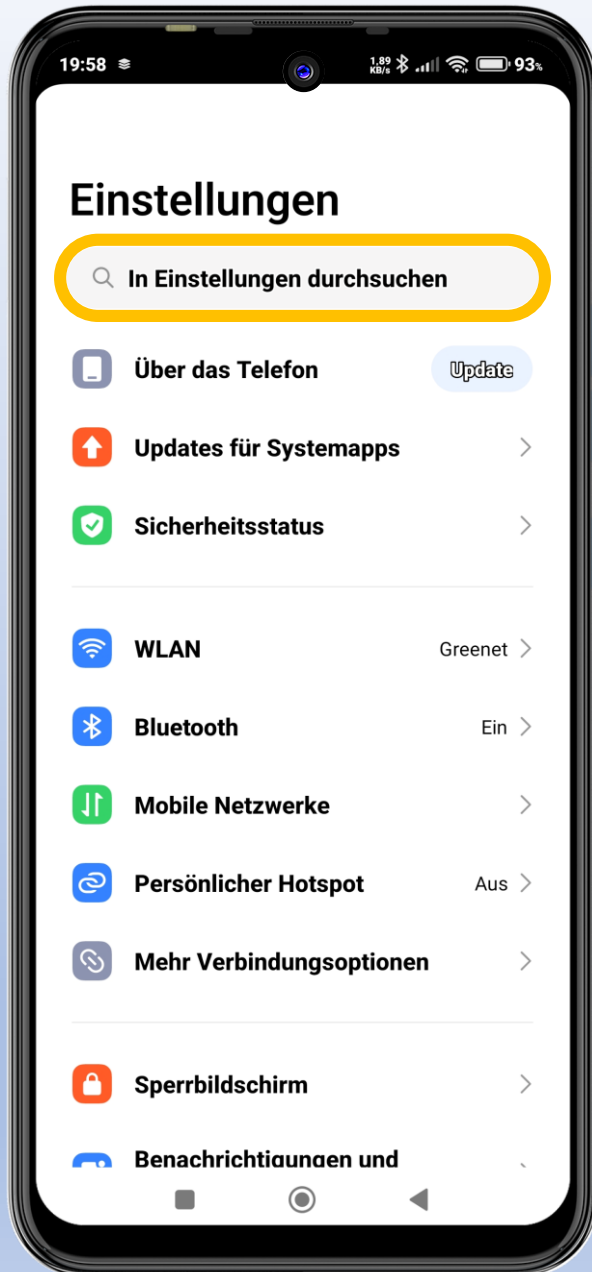 19:58
1,89
KB/s
93%
Einstellungen
In Einstellungen durchsuchen
Über das Telefon
Update
Updates für Systemapps
Sicherheitsstatus
WLAN
Greenet
Bluetooth
Ein
Mobile Netzwerke
Persönlicher Hotspot
Aus
Mehr Verbindungsoptionen
Sperrbildschirm
Benachrichtigungen und